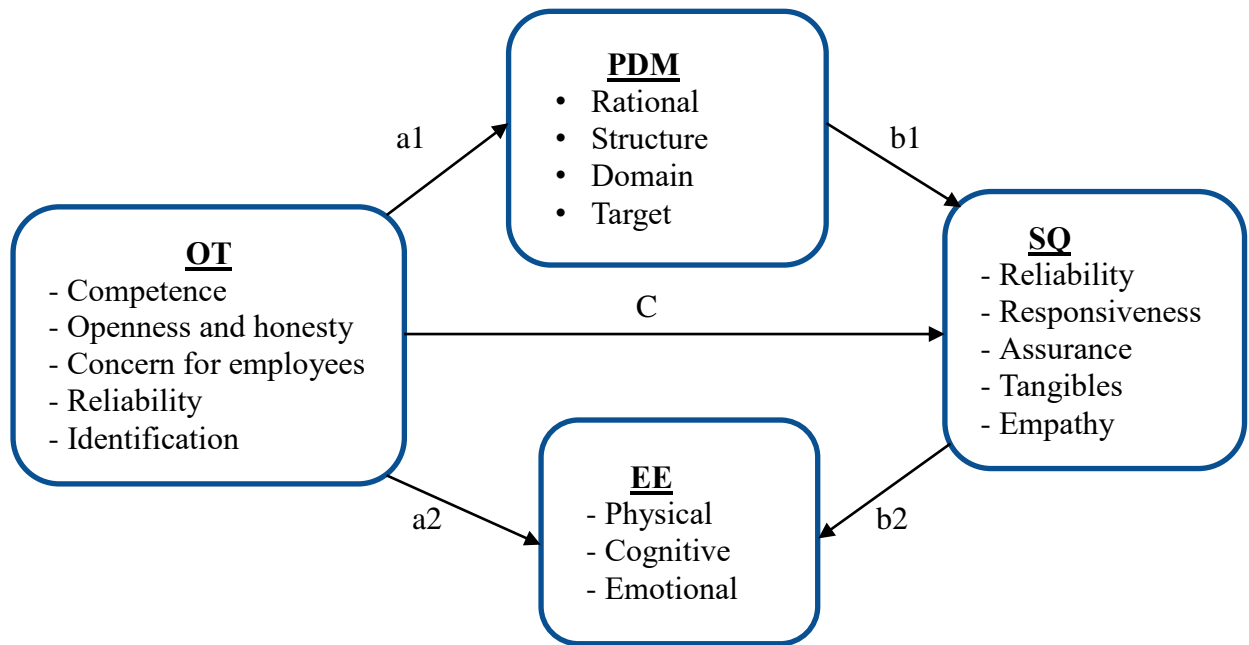 PDM
• Rational
• Structure
• Domain
• Target
a1
b1
OT
- Competence
- Openness and honesty
- Concern for employees
- Reliability
- Identification
C
SQ
- Reliability
- Responsiveness
- Assurance
- Tangibles
- Empathy
a2
b2
EE
- Physical
- Cognitive
- Emotional